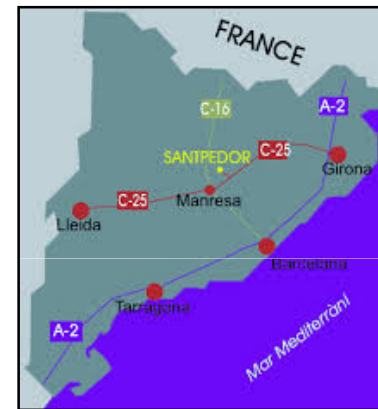 FRANCE
C-16
A-2
SANTPEDOR
C-25
Girona
C-25
Manresa
Lleida
Barcelona
Tarragona
A-2
Mar Mediterràni